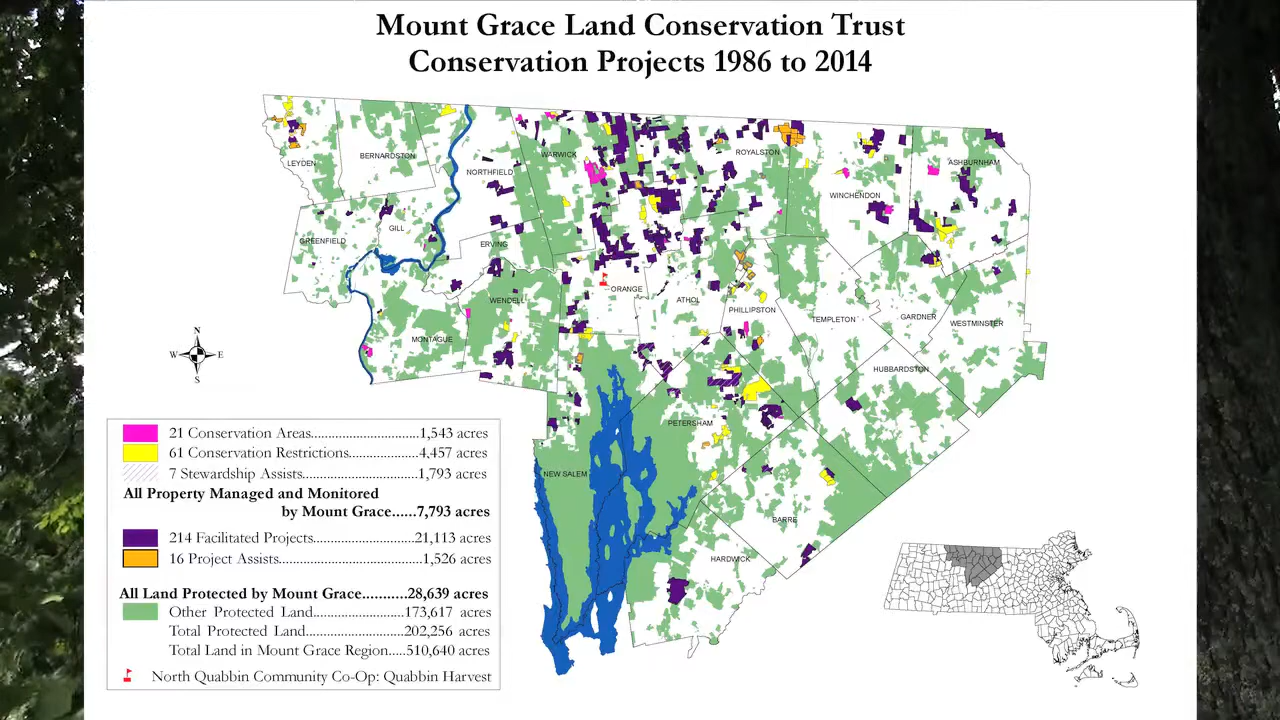 Mount Grace Land Conservation Trust
Conservation Projects 1986 to 2014
LEYDEN
BERNARDSTON
NORTHFIELD
WARWICK
ROYALSTON
WINCHENDON
ASHBURNHAM
GREENFIELD
GILL
ERVING
ORANGE
ATHOL
PHILLIPSTON
TEMPLETON
GARDNER
WESTMINSTER
WENDELL
MONTAGUE
HUBBARDSTON
PETERSHAM
NEW SALEM
BARRE
HARDWICK
N
W E
S
21 Conservation Areas..............................1,543 acres
61 Conservation Restrictions...................4,457 acres
7 Stewardship Assists...............................1,793 acres
All Property Managed and Monitored
by Mount Grace......7,793 acres
214 Facilitated Projects..........................21,113 acres
16 Project Assists....................................1,526 acres
All Land Protected by Mount Grace..........28,639 acres
Other Protected Land.......................173,617 acres
Total Protected Land.........................202,256 acres
Total Land in Mount Grace Region.....510,640 acres
North Quabbin Community Co-Op: Quabbin Harvest